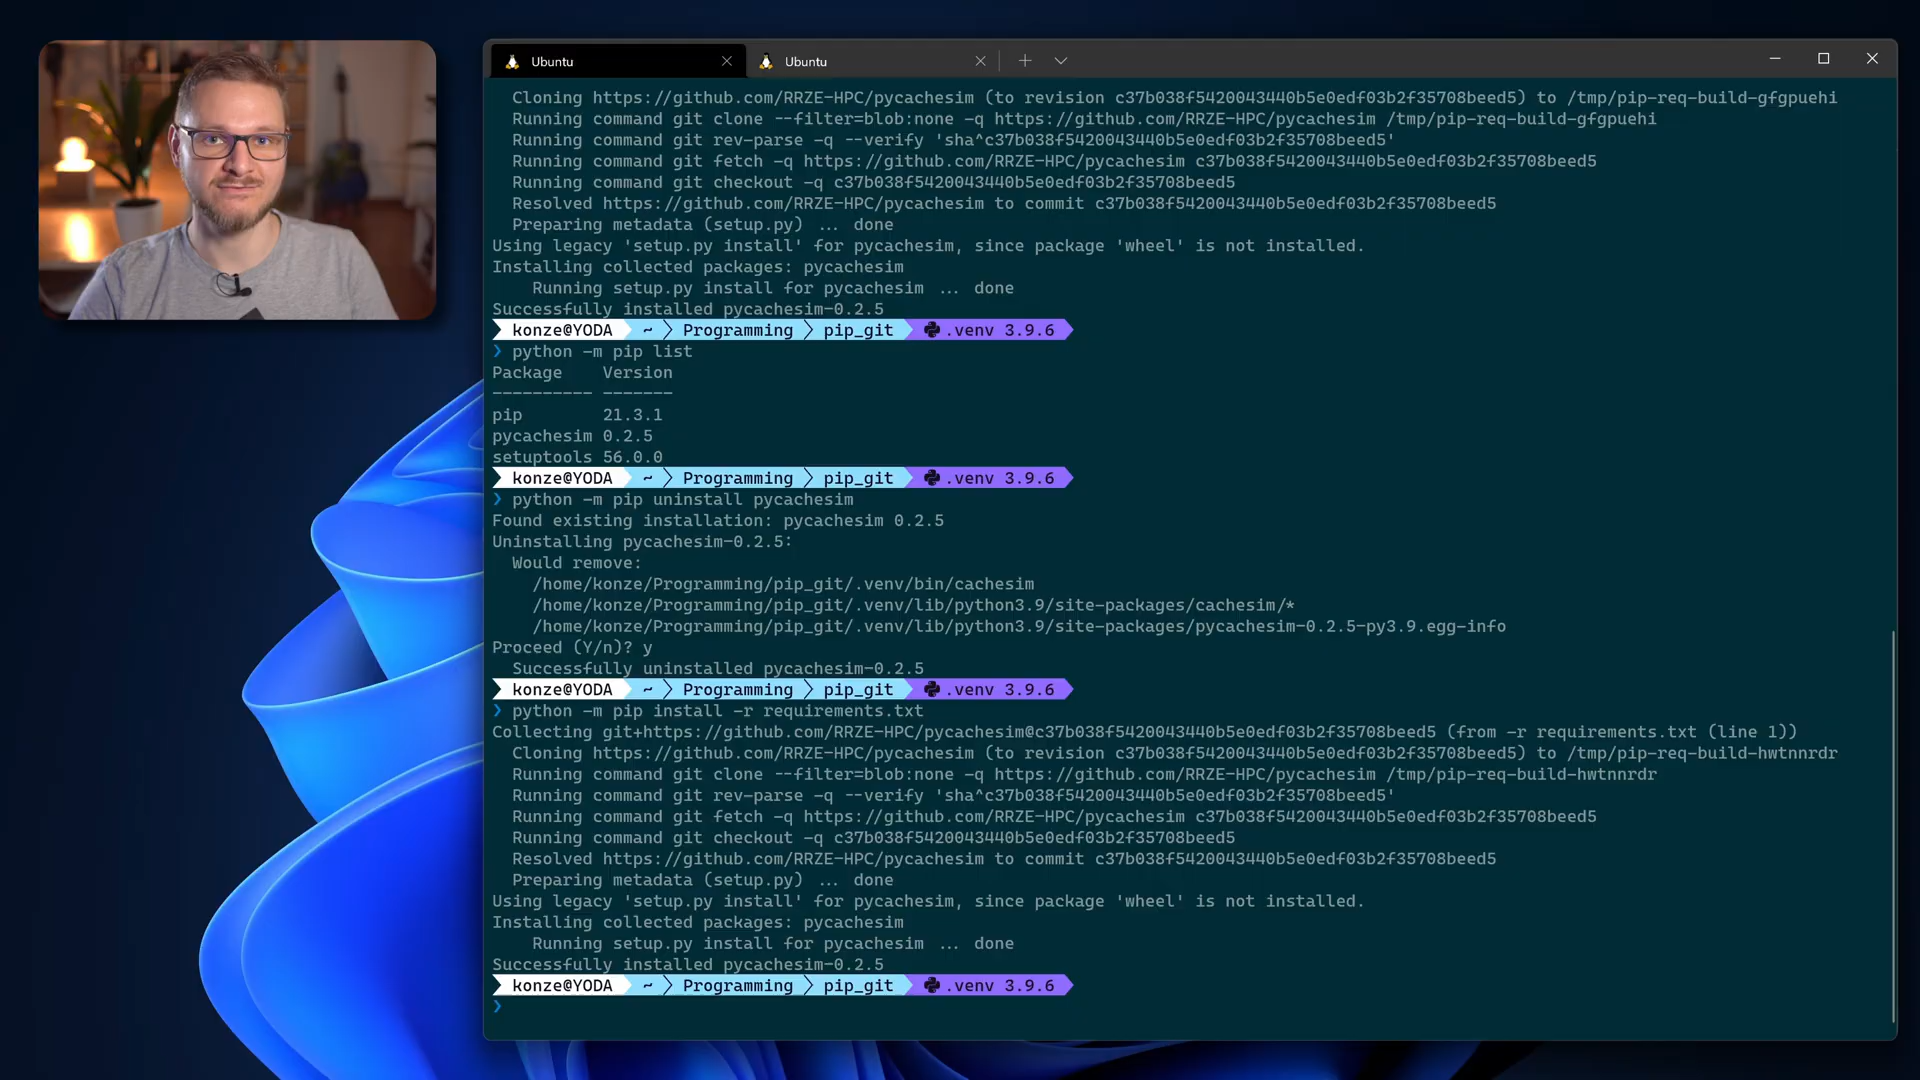 Ubuntu
Ubuntu
Cloning https://github.com/RRZE-HPC/pycachesim (to revision c37b038f5420043440b5e0edf03b2f35708beed5) to /tmp/pip-req-build-gfgpuehi
Running command git clone --filter=blob:none -q https://github.com/RRZE-HPC/pycachesim /tmp/pip-req-build-gfgpuehi
Running command git rev-parse -q --verify 'sha^c37b038f5420043440b5e0edf03b2f35708beed5'
Running command git fetch -q https://github.com/RRZE-HPC/pycachesim c37b038f5420043440b5e0edf03b2f35708beed5
Running command git checkout -q c37b038f5420043440b5e0edf03b2f35708beed5
Resolved https://github.com/RRZE-HPC/pycachesim to commit c37b038f5420043440b5e0edf03b2f35708beed5
Preparing metadata (setup.py) ... done
Using legacy 'setup.py install' for pycachesim, since package 'wheel' is not installed.
Installing collected packages: pycachesim
Running setup.py install for pycachesim ... done
Successfully installed pycachesim-0.2.5
konze@YODA ~ Programming pip_git .venv 3.9.6
❯ python -m pip list
Package    Version
---------- -------
pip        21.3.1
pycachesim 0.2.5
setuptools 56.0.0
konze@YODA ~ Programming pip_git .venv 3.9.6
❯ python -m pip uninstall pycachesim
Found existing installation: pycachesim 0.2.5
Uninstalling pycachesim-0.2.5:
Would remove:
/home/konze/Programming/pip_git/.venv/bin/cachesim
/home/konze/Programming/pip_git/.venv/lib/python3.9/site-packages/cachesim/*
/home/konze/Programming/pip_git/.venv/lib/python3.9/site-packages/pycachesim-0.2.5-py3.9.egg-info
Proceed (Y/n)? y
Successfully uninstalled pycachesim-0.2.5
konze@YODA ~ Programming pip_git .venv 3.9.6
❯ python -m pip install -r requirements.txt
Collecting git+https://github.com/RRZE-HPC/pycachesim@c37b038f5420043440b5e0edf03b2f35708beed5 (from -r requirements.txt (line 1))
Cloning https://github.com/RRZE-HPC/pycachesim (to revision c37b038f5420043440b5e0edf03b2f35708beed5) to /tmp/pip-req-build-hwtnnrdr
Running command git clone --filter=blob:none -q https://github.com/RRZE-HPC/pycachesim /tmp/pip-req-build-hwtnnrdr
Running command git rev-parse -q --verify 'sha^c37b038f5420043440b5e0edf03b2f35708beed5'
Running command git fetch -q https://github.com/RRZE-HPC/pycachesim c37b038f5420043440b5e0edf03b2f35708beed5
Running command git checkout -q c37b038f5420043440b5e0edf03b2f35708beed5
Resolved https://github.com/RRZE-HPC/pycachesim to commit c37b038f5420043440b5e0edf03b2f35708beed5
Preparing metadata (setup.py) ... done
Using legacy 'setup.py install' for pycachesim, since package 'wheel' is not installed.
Installing collected packages: pycachesim
Running setup.py install for pycachesim ... done
Successfully installed pycachesim-0.2.5
konze@YODA ~ Programming pip_git .venv 3.9.6
❯